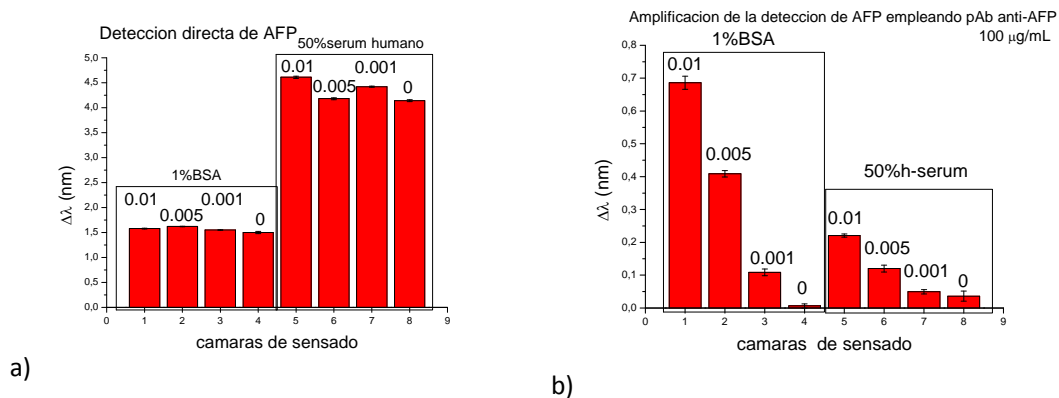 Deteccion directa de AFP
50%serum humano
5,0
4,5
4,0
3,5
3,0
2,5
2,0
1,5
1,0
0,5
0,0
Δλ (nm)
1%BSA
0.01
0.005
0.001
0
0.01
0.005
0.001
0
1 2 3 4 5 6 7 8 9
camaras de sensado
a)
Amplificacion de la deteccion de AFP empleando pAb anti-AFP
100 μg/mL
1%BSA
0,8
0,7
0,6
0,5
0,4
0,3
0,2
0,1
0,0
Δλ (nm)
0.01
0.005
0.001
0
50%h-serum
0.01
0.005
0.001
0
0 1 2 3 4 5 6 7 8 9
camaras de sensado
b)